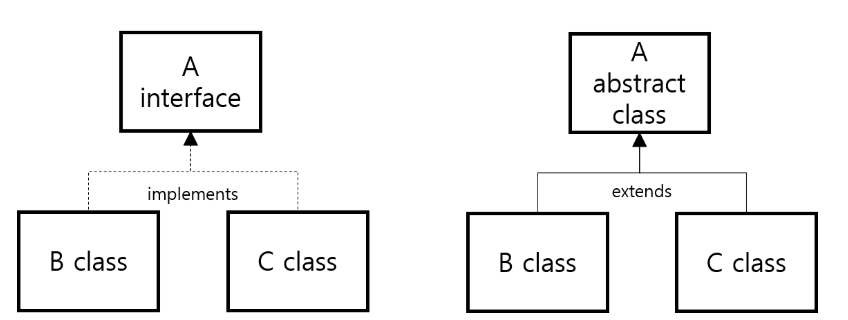 A
interface
implements
B class
C class
A
abstract
class
extends
B class
C class